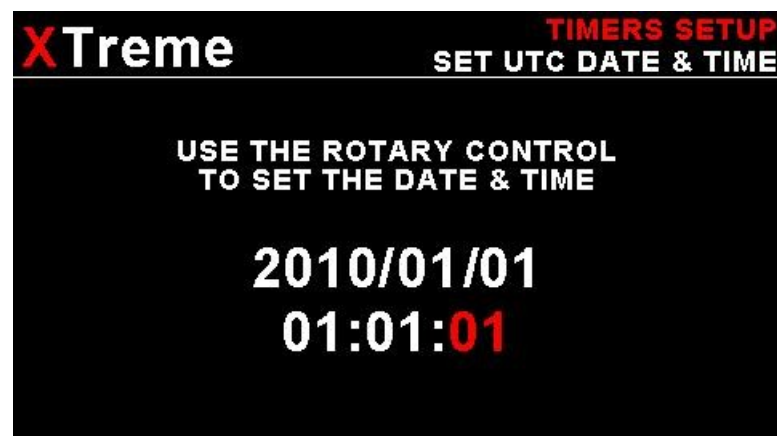 XTreme
TIMERS SETUP
SET UTC DATE & TIME
USE THE ROTARY CONTROL
TO SET THE DATE & TIME
2010/01/01
01:01:01